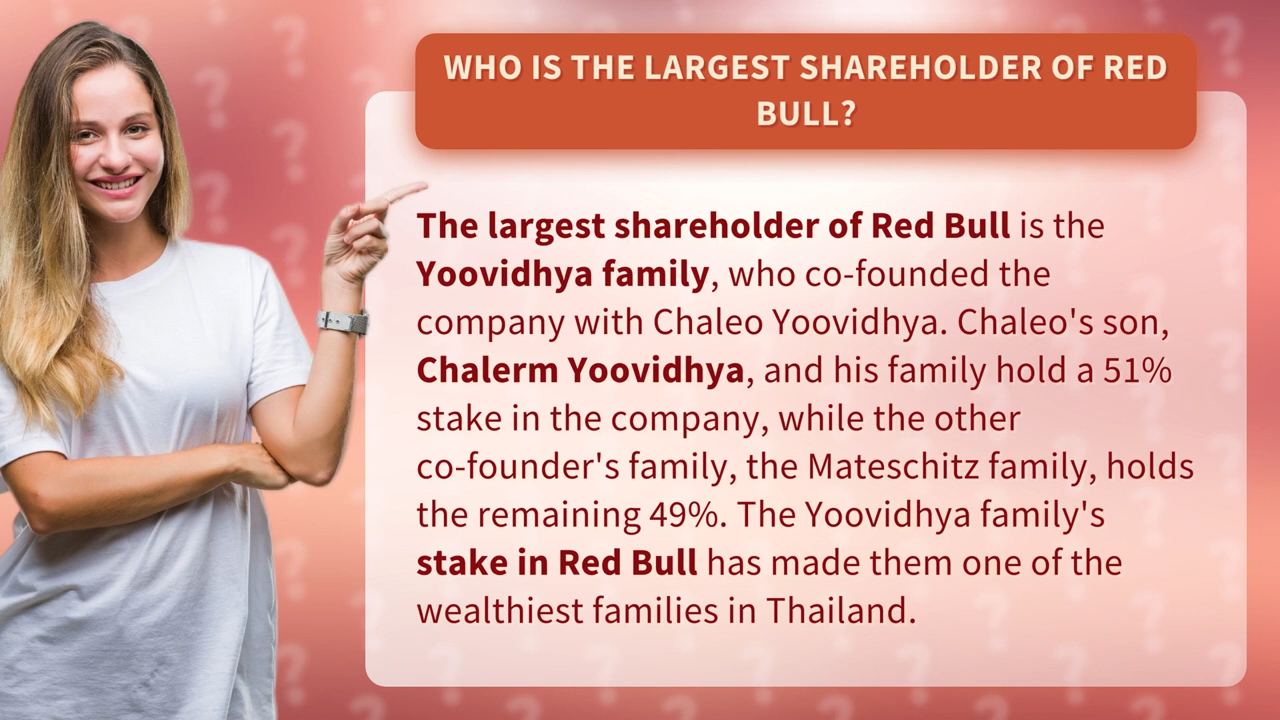 WHO IS THE LARGEST SHAREHOLDER OF RED
BULL?
The largest shareholder of Red Bull is the
Yoovidhya family, who co-founded the
company with Chaleo Yoovidhya. Chaleo's son,
Chalerm Yoovidhya, and his family hold a 51%
stake in the company, while the other
co-founder's family, the Mateschitz family, holds
the remaining 49%. The Yoovidhya family's
stake in Red Bull has made them one of the
wealthiest families in Thailand.